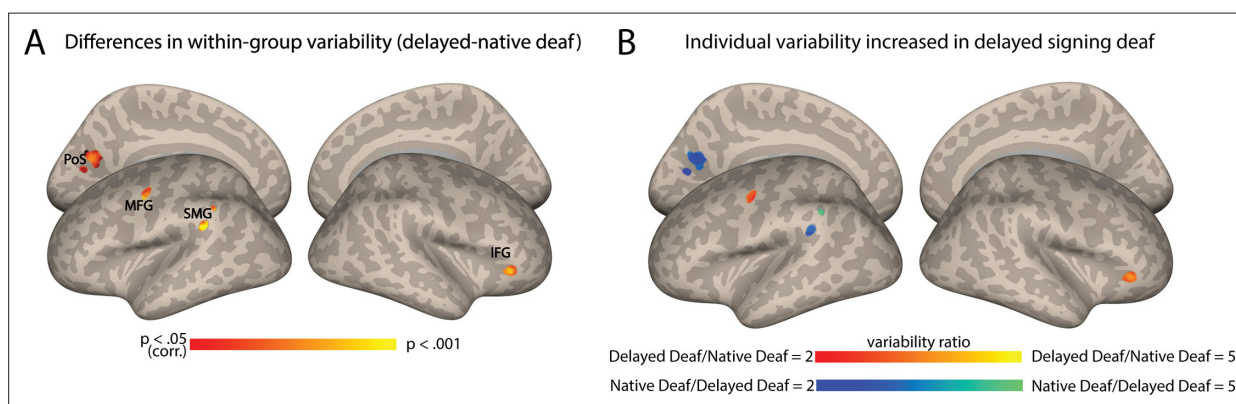 A Differences in within-group variability (delayed-native deaf)
PoS
MFG
SMG
IFG
p < .05
(corr.)
p < .001
B Individual variability increased in delayed signing deaf
variability ratio
Delayed Deaf/Native Deaf = 2
Delayed Deaf/Native Deaf = 5
Native Deaf/Delayed Deaf = 2
Native Deaf/Delayed Deaf = 5